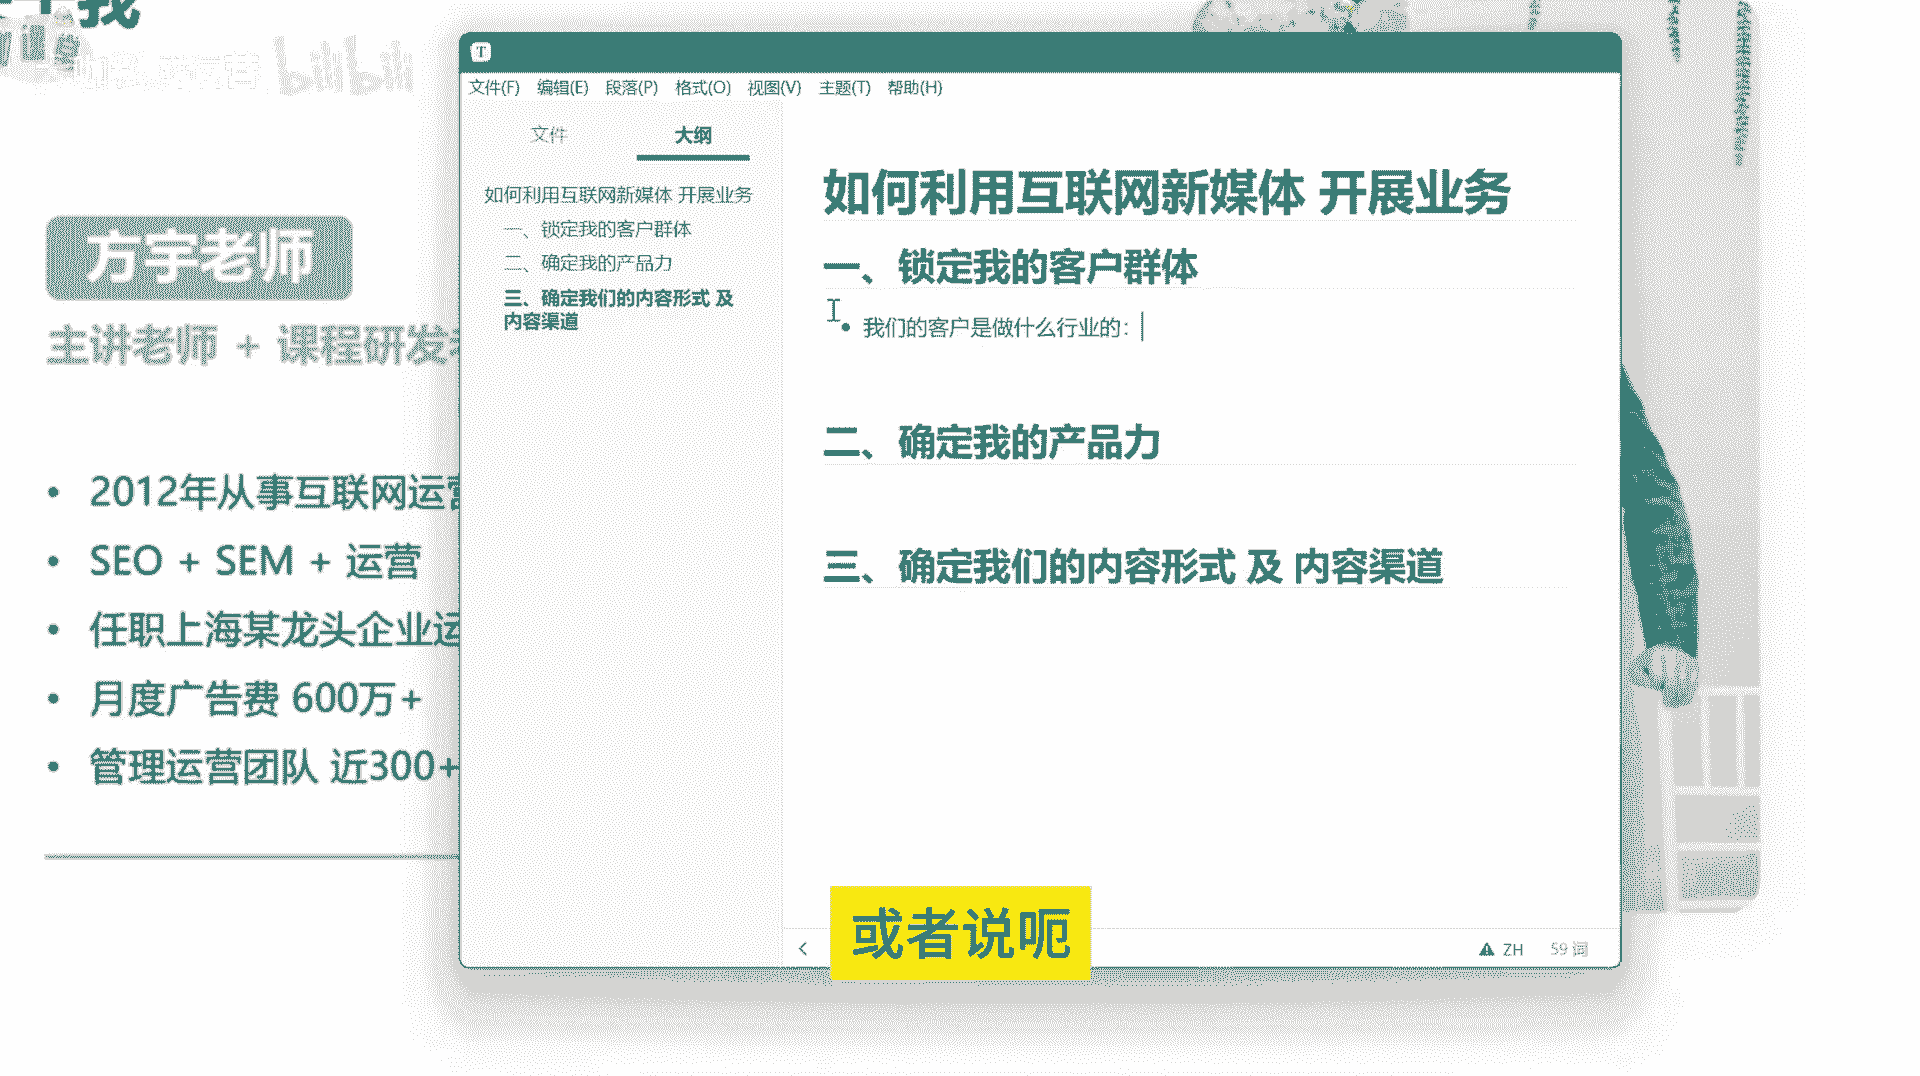 bilibili
方宇老师
主讲老师 + 课程研发
• 2012年从事互联网运营
• SEO + SEM + 运营
• 任职上海某龙头企业运
• 月度广告费 600万+
• 管理运营团队 近300+
T
文件(F) 编辑(E) 段落(P) 格式(O) 视图(V) 主题(T) 帮助(H)
文件 大纲
如何利用互联网新媒体 开展业务
一、锁定我的客户群体
二、确定我的产品力
三、确定我们的内容形式 及
内容渠道
如何利用互联网新媒体 开展业务
一、锁定我的客户群体
• 我们的客户是做什么行业的：
二、确定我的产品力
三、确定我们的内容形式 及 内容渠道
ZH 59 词
或者说呃